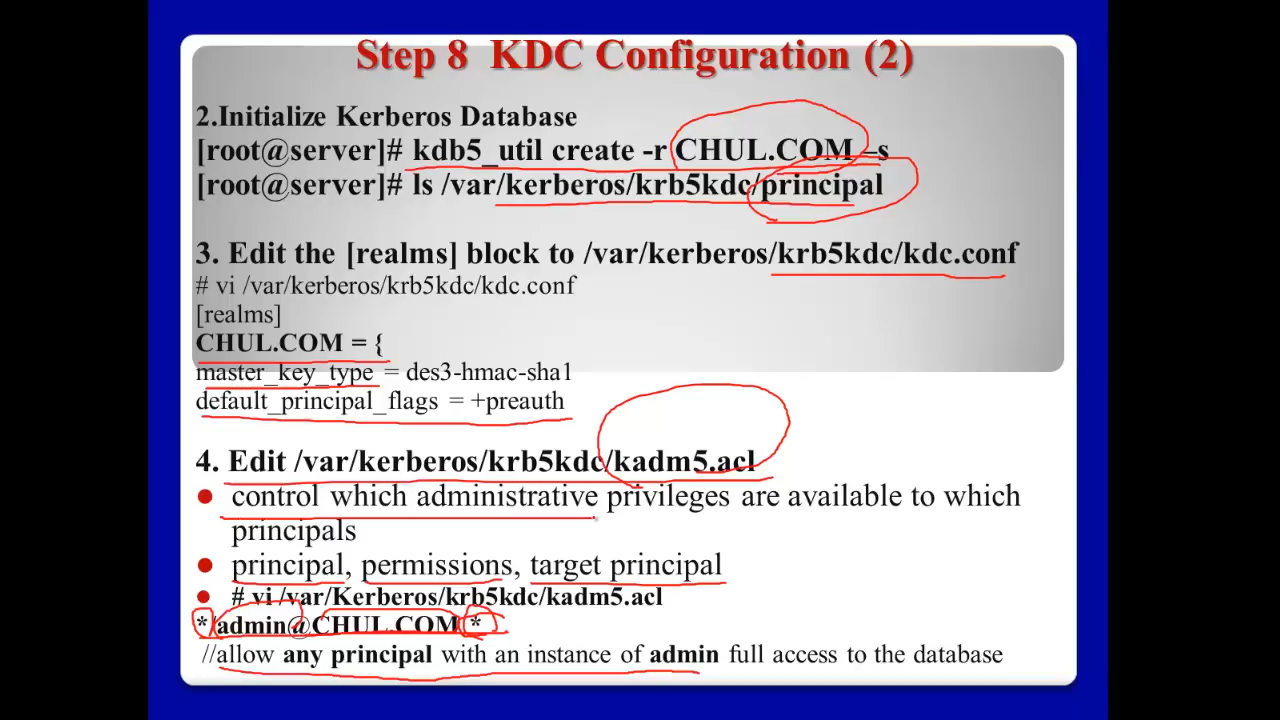 Step 8 KDC Configuration (2)
2.Initialize Kerberos Database
[root@server]# kdb5_util create -r CHUL.COM –s
[root@server]# ls /var/kerberos/krb5kdc/principal
3. Edit the [realms] block to /var/kerberos/krb5kdc/kdc.conf
# vi /var/kerberos/krb5kdc/kdc.conf
[realms]
CHUL.COM = {
master_key_type = des3-hmac-sha1
default_principal_flags = +preauth
4. Edit /var/kerberos/krb5kdc/kadm5.acl
● control which administrative privileges are available to which
principals
● principal, permissions, target principal
● # vi /var/Kerberos/krb5kdc/kadm5.acl
*/admin@CHUL.COM *
//allow any principal with an instance of admin full access to the database